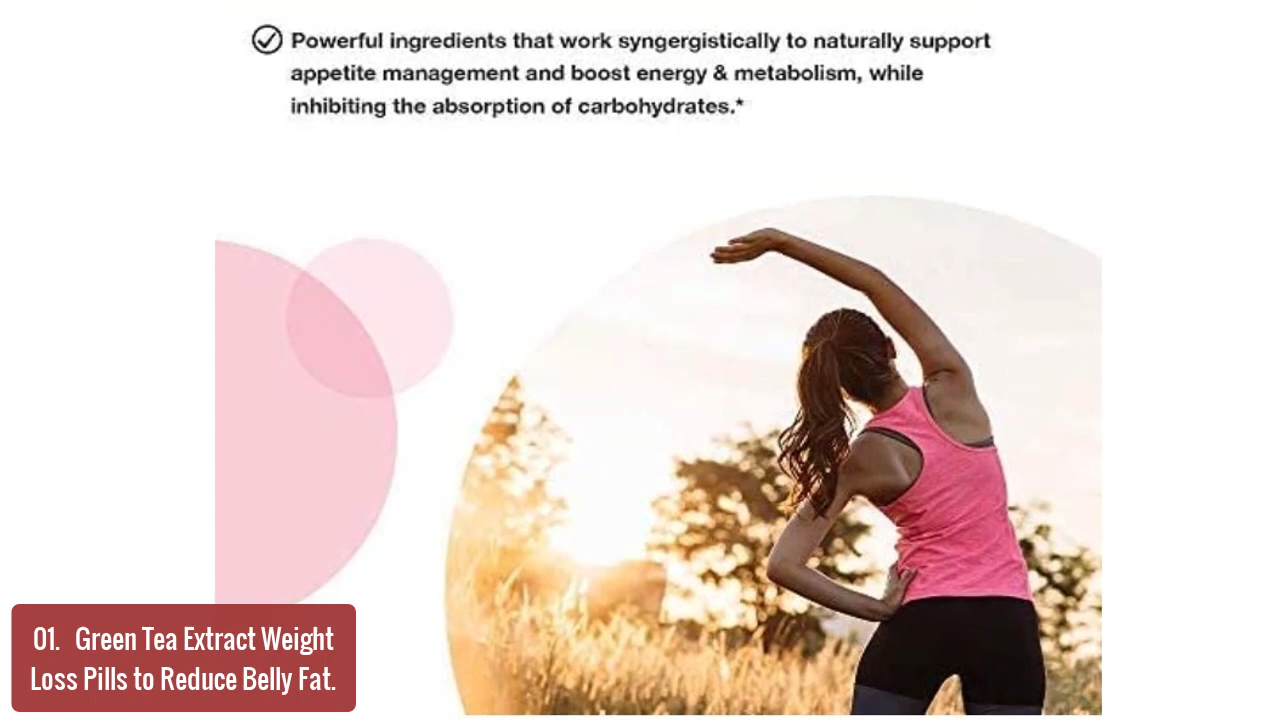 Powerful ingredients that work syngergistically to naturally support
appetite management and boost energy & metabolism, while
inhibiting the absorption of carbohydrates.*
01. Green Tea Extract Weight
Loss Pills to Reduce Belly Fat.